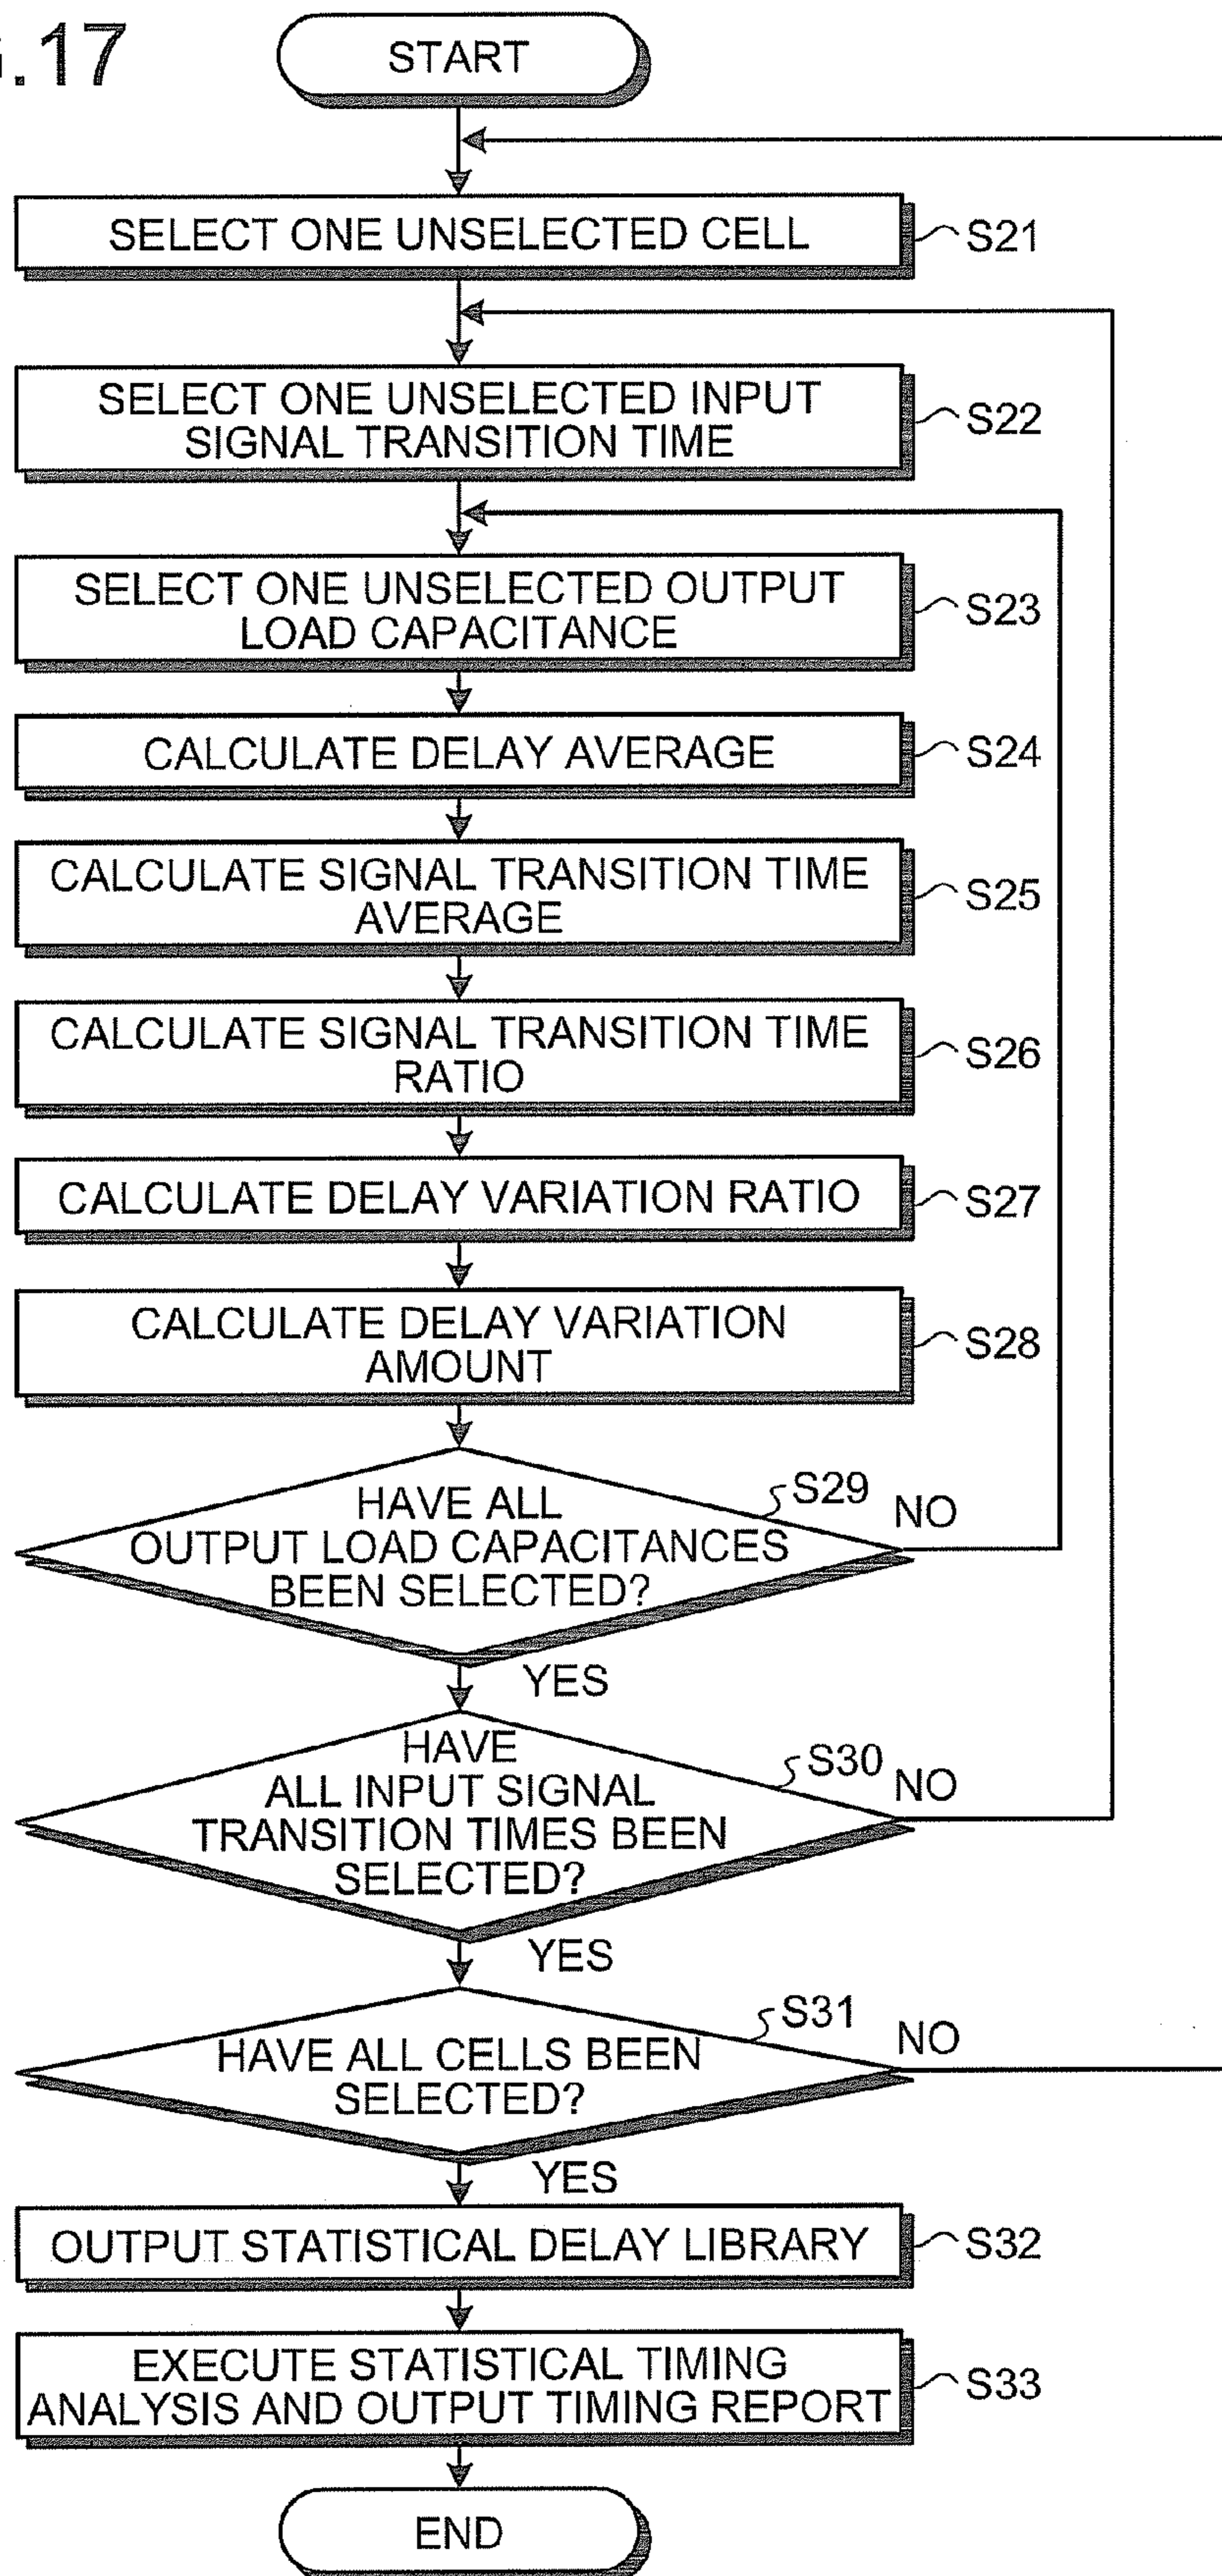 .17
START
SELECT ONE UNSELECTED CELL
S21
SELECT ONE UNSELECTED INPUT
SIGNAL TRANSITION TIME
S22
SELECT ONE UNSELECTED OUTPUT
LOAD CAPACITANCE
S23
CALCULATE DELAY AVERAGE
S24
CALCULATE SIGNAL TRANSITION TIME
AVERAGE
S25
CALCULATE SIGNAL TRANSITION TIME
RATIO
S26
CALCULATE DELAY VARIATION RATIO
S27
CALCULATE DELAY VARIATION
AMOUNT
S28
HAVE ALL
OUTPUT LOAD CAPACITANCES
BEEN SELECTED?
S29
NO
YES
HAVE
ALL INPUT SIGNAL
TRANSITION TIMES BEEN
SELECTED?
S30
NO
YES
HAVE ALL CELLS BEEN
SELECTED?
S31
NO
YES
OUTPUT STATISTICAL DELAY LIBRARY
S32
EXECUTE STATISTICAL TIMING
ANALYSIS AND OUTPUT TIMING REPORT
S33
END